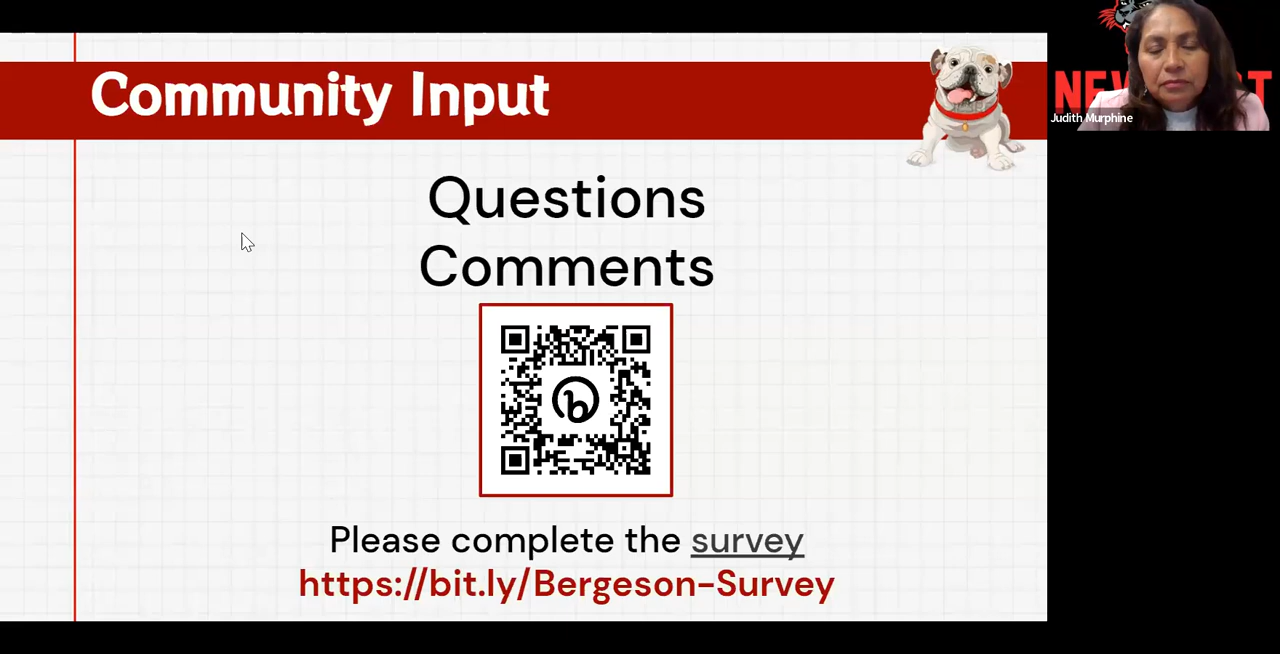 Community Input
Questions
Comments
Please complete the survey
https://bit.ly/Bergeson-Survey
Judith Murphine